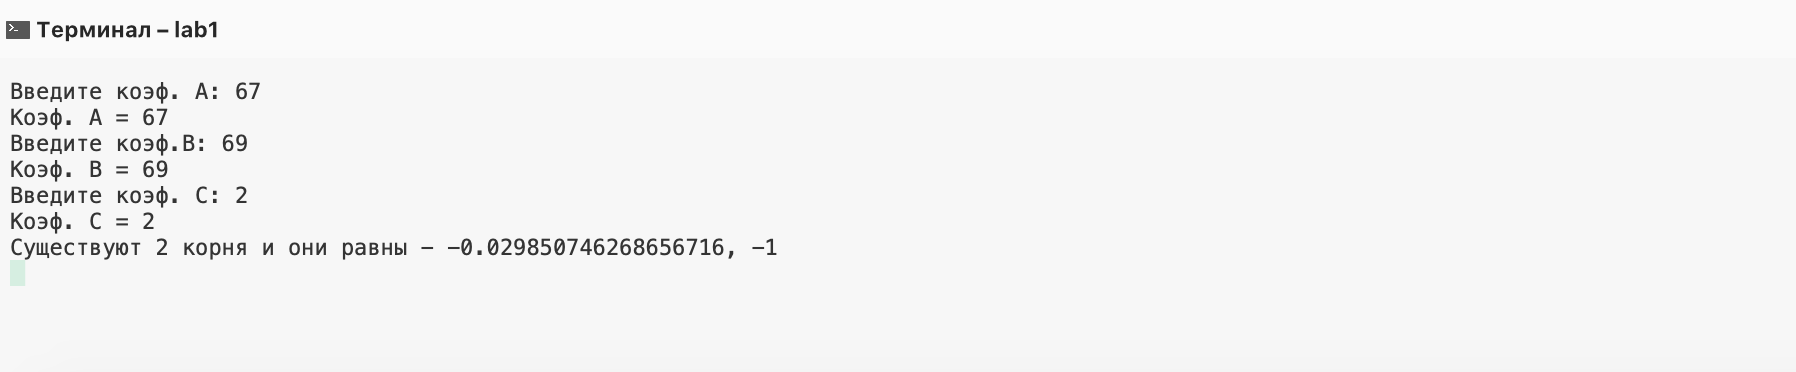 Терминал – lab1
Введите коэф. A: 67
Коэф. A = 67
Введите коэф.B: 69
Коэф. B = 69
Введите коэф. C: 2
Коэф. C = 2
Существуют 2 корня и они равны – -0.029850746268656716, -1